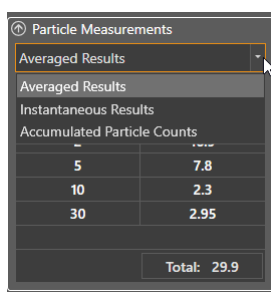 Particle Measurements
Averaged Results
Averaged Results
Instantaneous Results
Accumulated Particle Counts
5 7.8
10 2.3
30 2.95
Total: 29.9